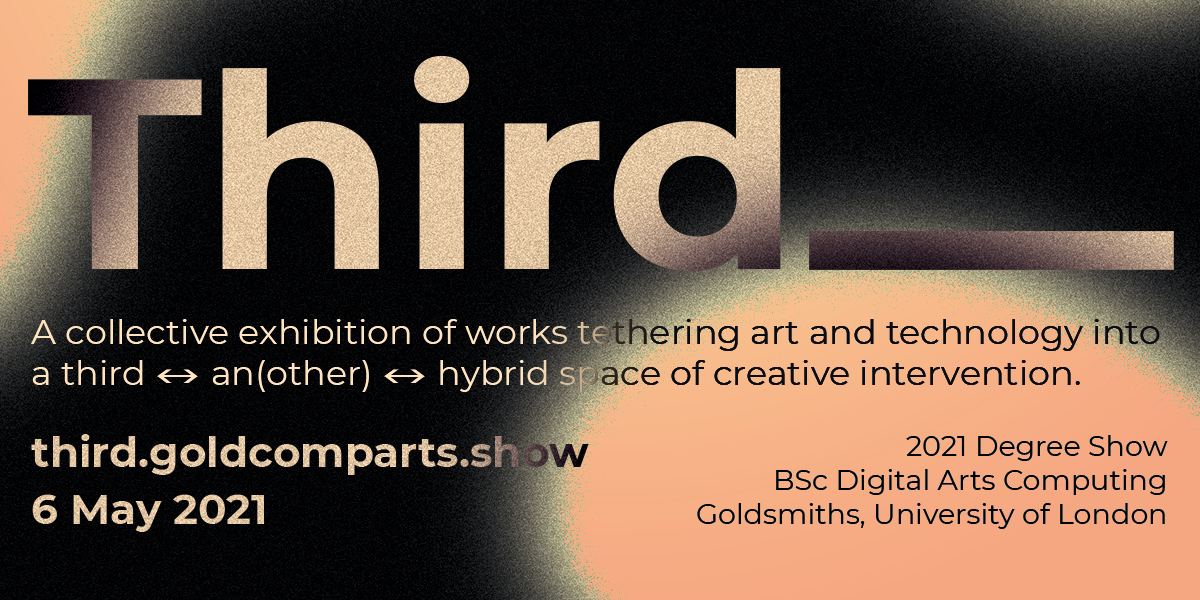 Third_
A collective exhibition of works tethering art and technology into
a third ↔ an(other) ↔ hybrid space of creative intervention.
third.goldcomparts.show
6 May 2021
2021 Degree Show
BSc Digital Arts Computing
Goldsmiths, University of London